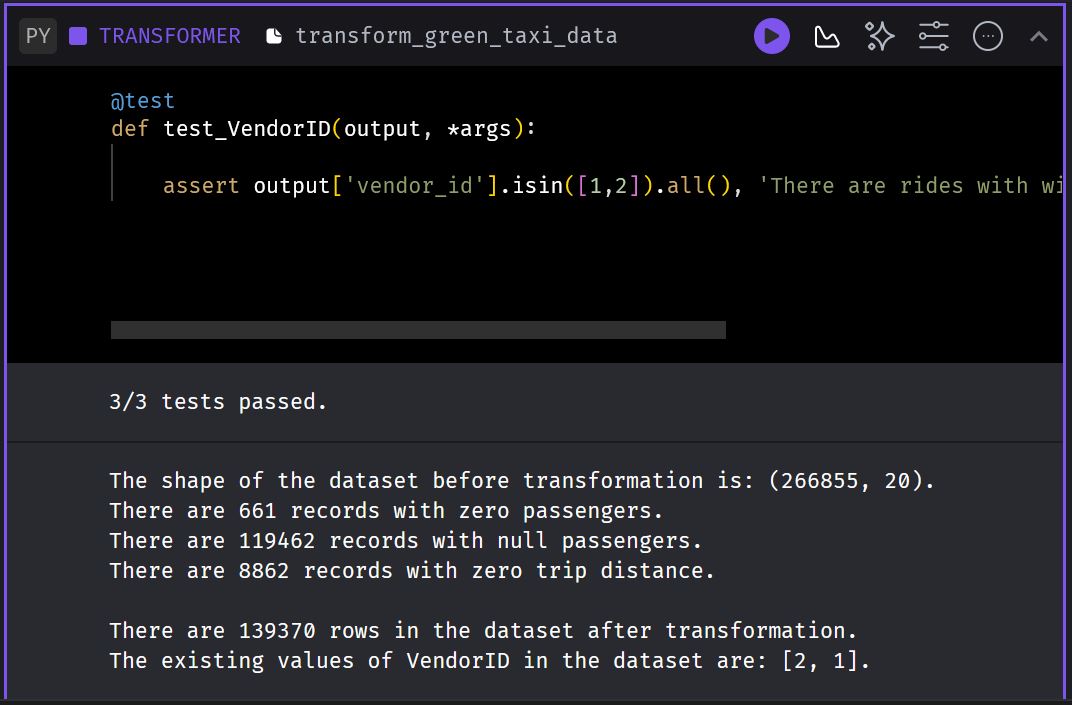 PY TRANSFORMER transform_green_taxi_data
@test
def test_VendorID(output, *args):
assert output['vendor_id'].isin([1,2]).all(), 'There are rides with
3/3 tests passed.
The shape of the dataset before transformation is: (266855, 20).
There are 661 records with zero passengers.
There are 119462 records with null passengers.
There are 8862 records with zero trip distance.
There are 139370 rows in the dataset after transformation.
The existing values of VendorID in the dataset are: [2, 1].